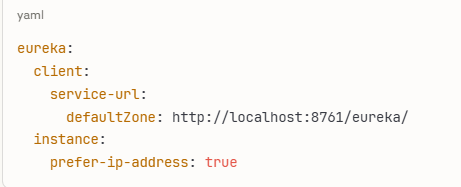 yaml
eureka:
  client:
    service-url:
      defaultZone: http://localhost:8761/eureka/
  instance:
    prefer-ip-address: true